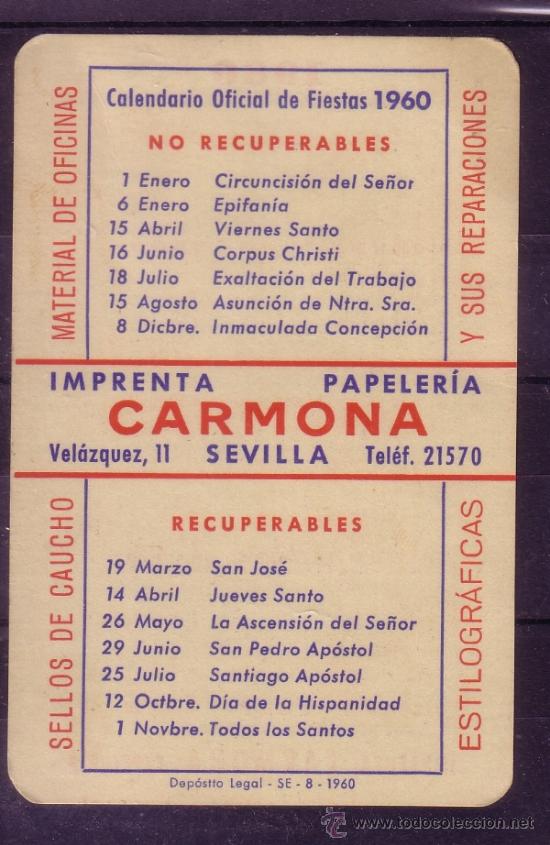 Calendario Oficial de Fiestas 1960
NO RECUPERABLES
1 Enero Circuncisión del Señor
6 Enero Epifanía
15 Abril Viernes Santo
16 Junio Corpus Christi
18 Julio Exaltación del Trabajo
15 Agosto Asunción de Ntra. Sra.
8 Dicbre. Inmaculada Concepción
MATERIAL DE OFICINAS
Y SUS REPARACIONES
IMPRENTA PAPELERÍA
CARMONA
Velázquez, 11 SEVILLA Teléf. 21570
RECUPERABLES
19 Marzo San José
14 Abril Jueves Santo
26 Mayo La Ascensión del Señor
29 Junio San Pedro Apóstol
25 Julio Santiago Apóstol
12 Octbre. Día de la Hispanidad
1 Novbre. Todos los Santos
SELLOS DE CAUCHO
ESTILOGRÁFICAS
Depóstto Legal - SE - 8 - 1960
www.todocoleccion.net